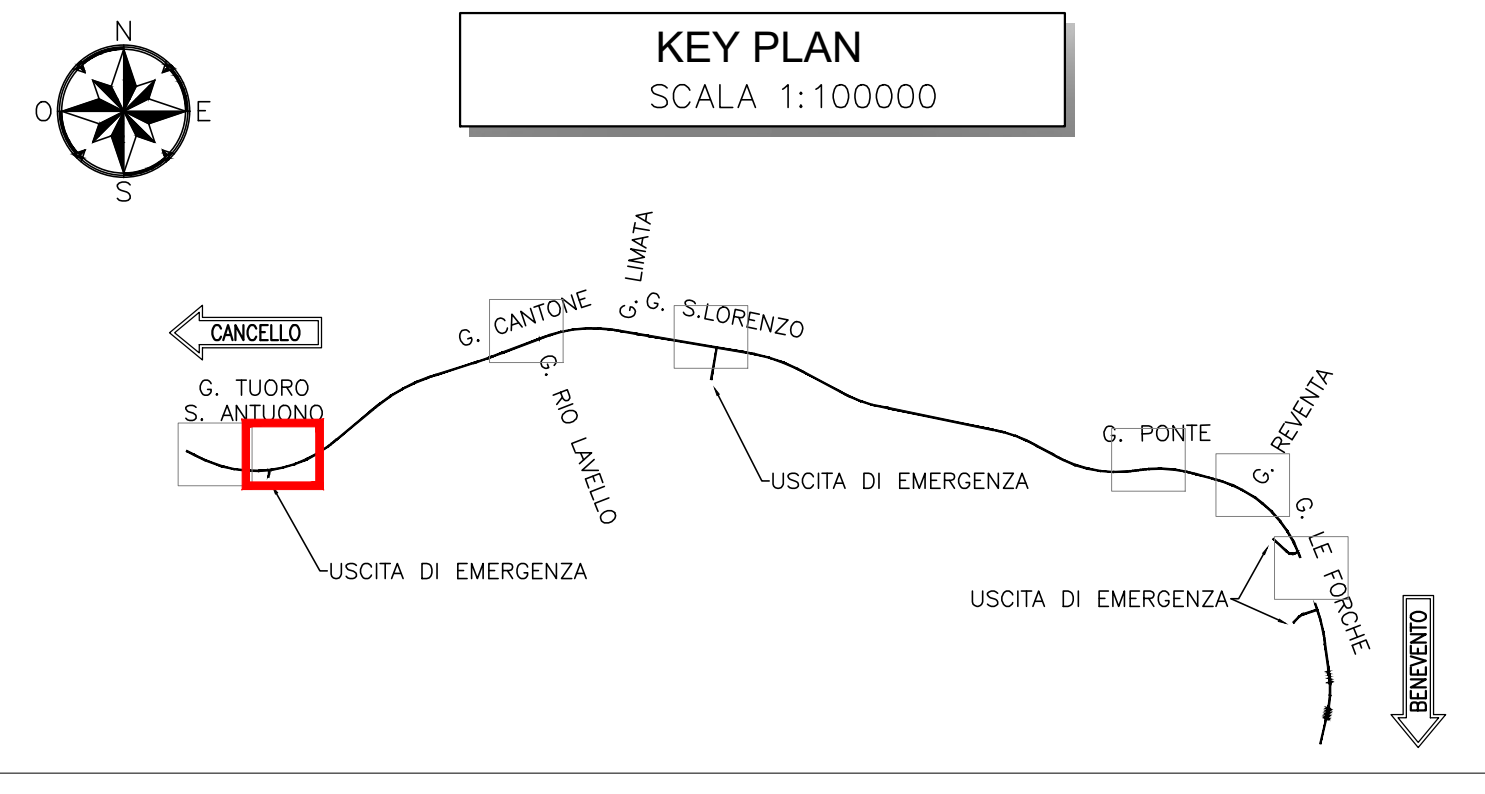 N
O
E
S
KEY PLAN
SCALA 1:100000
CANCELLO
G. TUORO
S. ANTUONO
G. CANTONE
G. RIO LAVELLO
G. LIMATA
G. S.LORENZO
USCITA DI EMERGENZA
USCITA DI EMERGENZA
G. PONTE
G. REVENTA
G. LE FORCHE
USCITA DI EMERGENZA
BENEVENTO